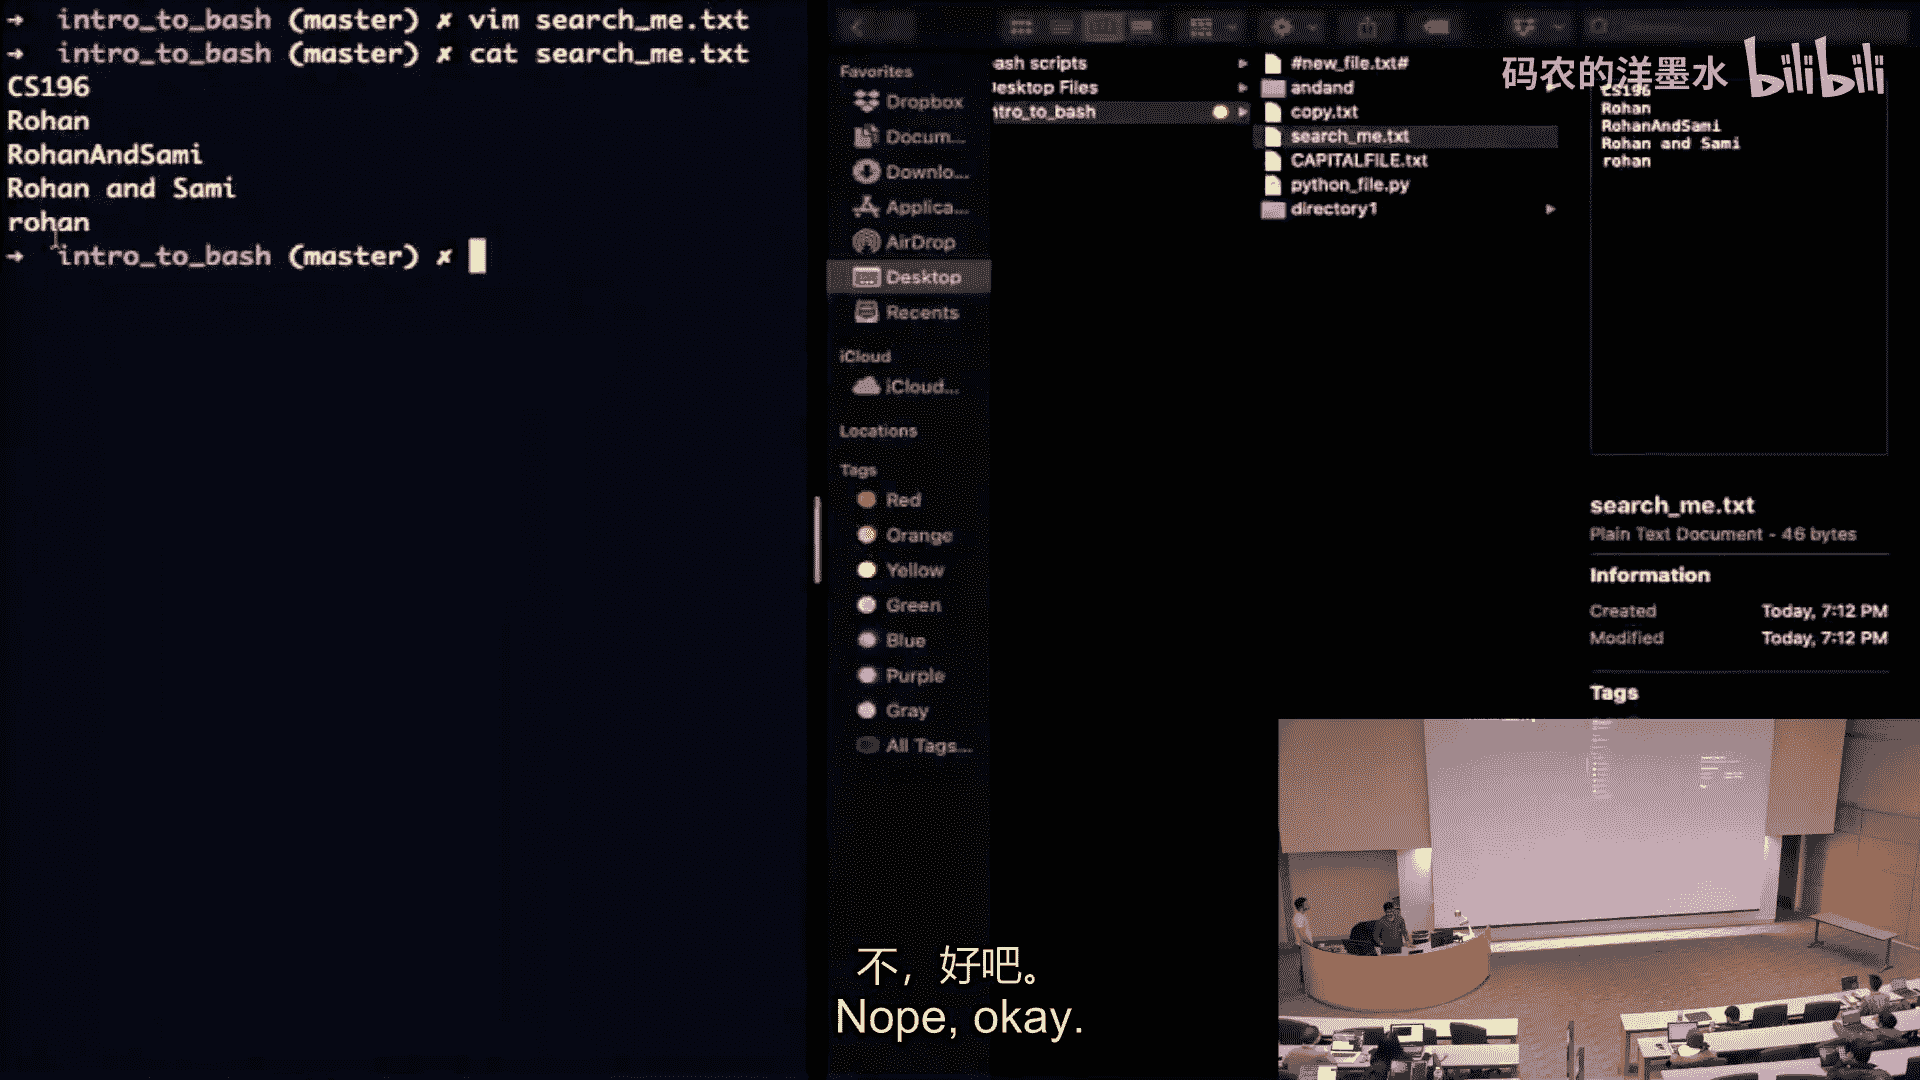 → intro_to_bash (master) ✗ vim search_me.txt
→ intro_to_bash (master) ✗ cat search_me.txt
CS196
Rohan
RohanAndSami
Rohan and Sami
rohan
→ intro_to_bash (master) ✗
Favorites
Dropbox
Docum...
Downlo...
Applica...
AirDrop
Desktop
Recents
iCloud
iCloud...
Locations
Tags
Red
Orange
Yellow
Green
Blue
Purple
Gray
All Tags...
ash scripts
esktop Files
ntro_to_bash
#new_file.txt#
andand
copy.txt
search_me.txt
CAPITALFILE.txt
python_file.py
directory1
码农的洋墨水 bilibili
CS196
Rohan
RohanAndSami
Rohan and Sami
rohan
search_me.txt
Plain Text Document - 46 bytes
Information
Created Today, 7:12 PM
Modified Today, 7:12 PM
Tags
不，好吧。
Nope, okay.